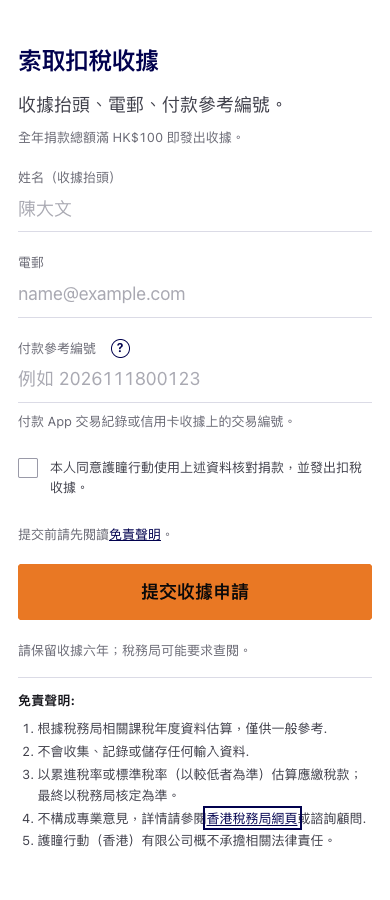 索取扣稅收據
收據抬頭、電郵、付款參考編號。
全年捐款總額滿 HK$100 即發出收據。
姓名（收據抬頭）
陳大文
電郵
name@example.com
付款參考編號 ?
例如 2026111800123
付款 App 交易紀錄或信用卡收據上的交易編號。
本人同意護瞳行動使用上述資料核對捐款，並發出扣稅
收據。
提交前請先閱讀免責聲明。
提交收據申請
請保留收據六年；稅務局可能要求查閱。
免責聲明:
1. 根據稅務局相關課稅年度資料估算，僅供一般參考.
2. 不會收集、記錄或儲存任何輸入資料.
3. 以累進稅率或標準稅率（以較低者為準）估算應繳稅款；
最終以稅務局核定為準。
4. 不構成專業意見，詳情請參閱香港稅務局網頁或諮詢顧問.
5. 護瞳行動（香港）有限公司概不承擔相關法律責任。